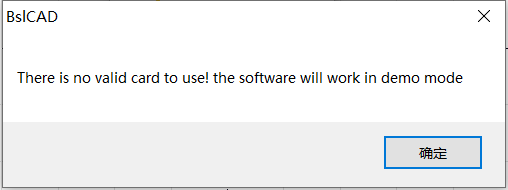 BslCAD
There is no valid card to use! the software will work in demo mode
确定